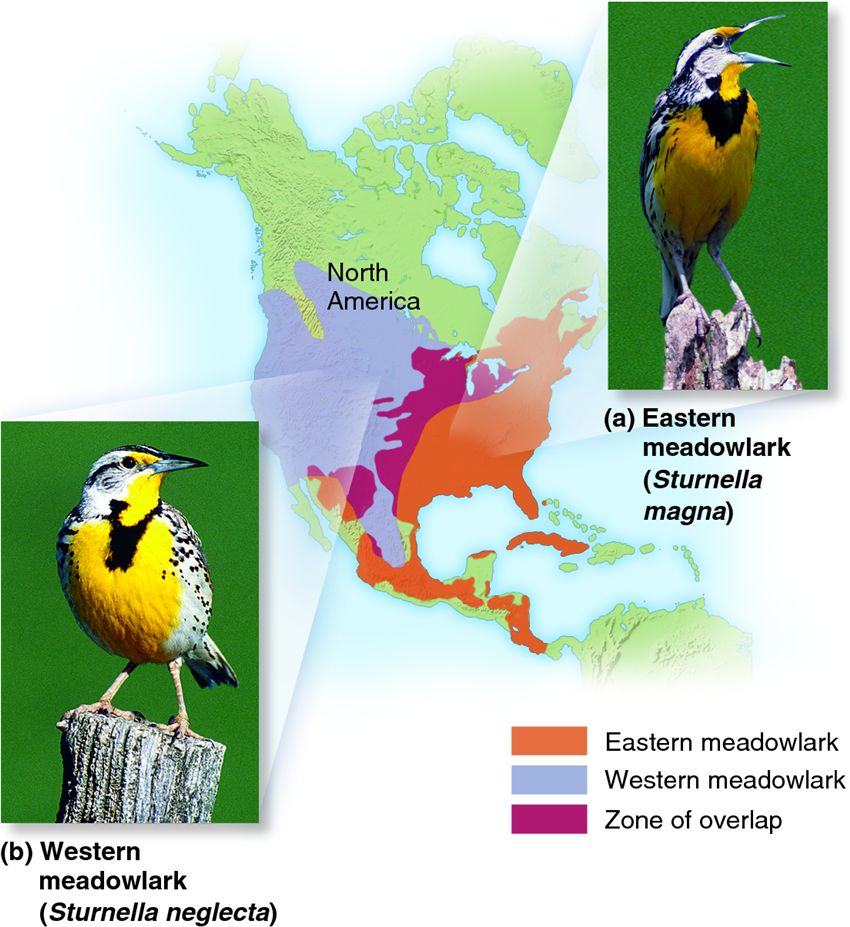 North
America
(a) Eastern
meadowlark
(Sturnella
magna)
Eastern meadowlark
Western meadowlark
Zone of overlap
(b) Western
meadowlark
(Sturnella neglecta)